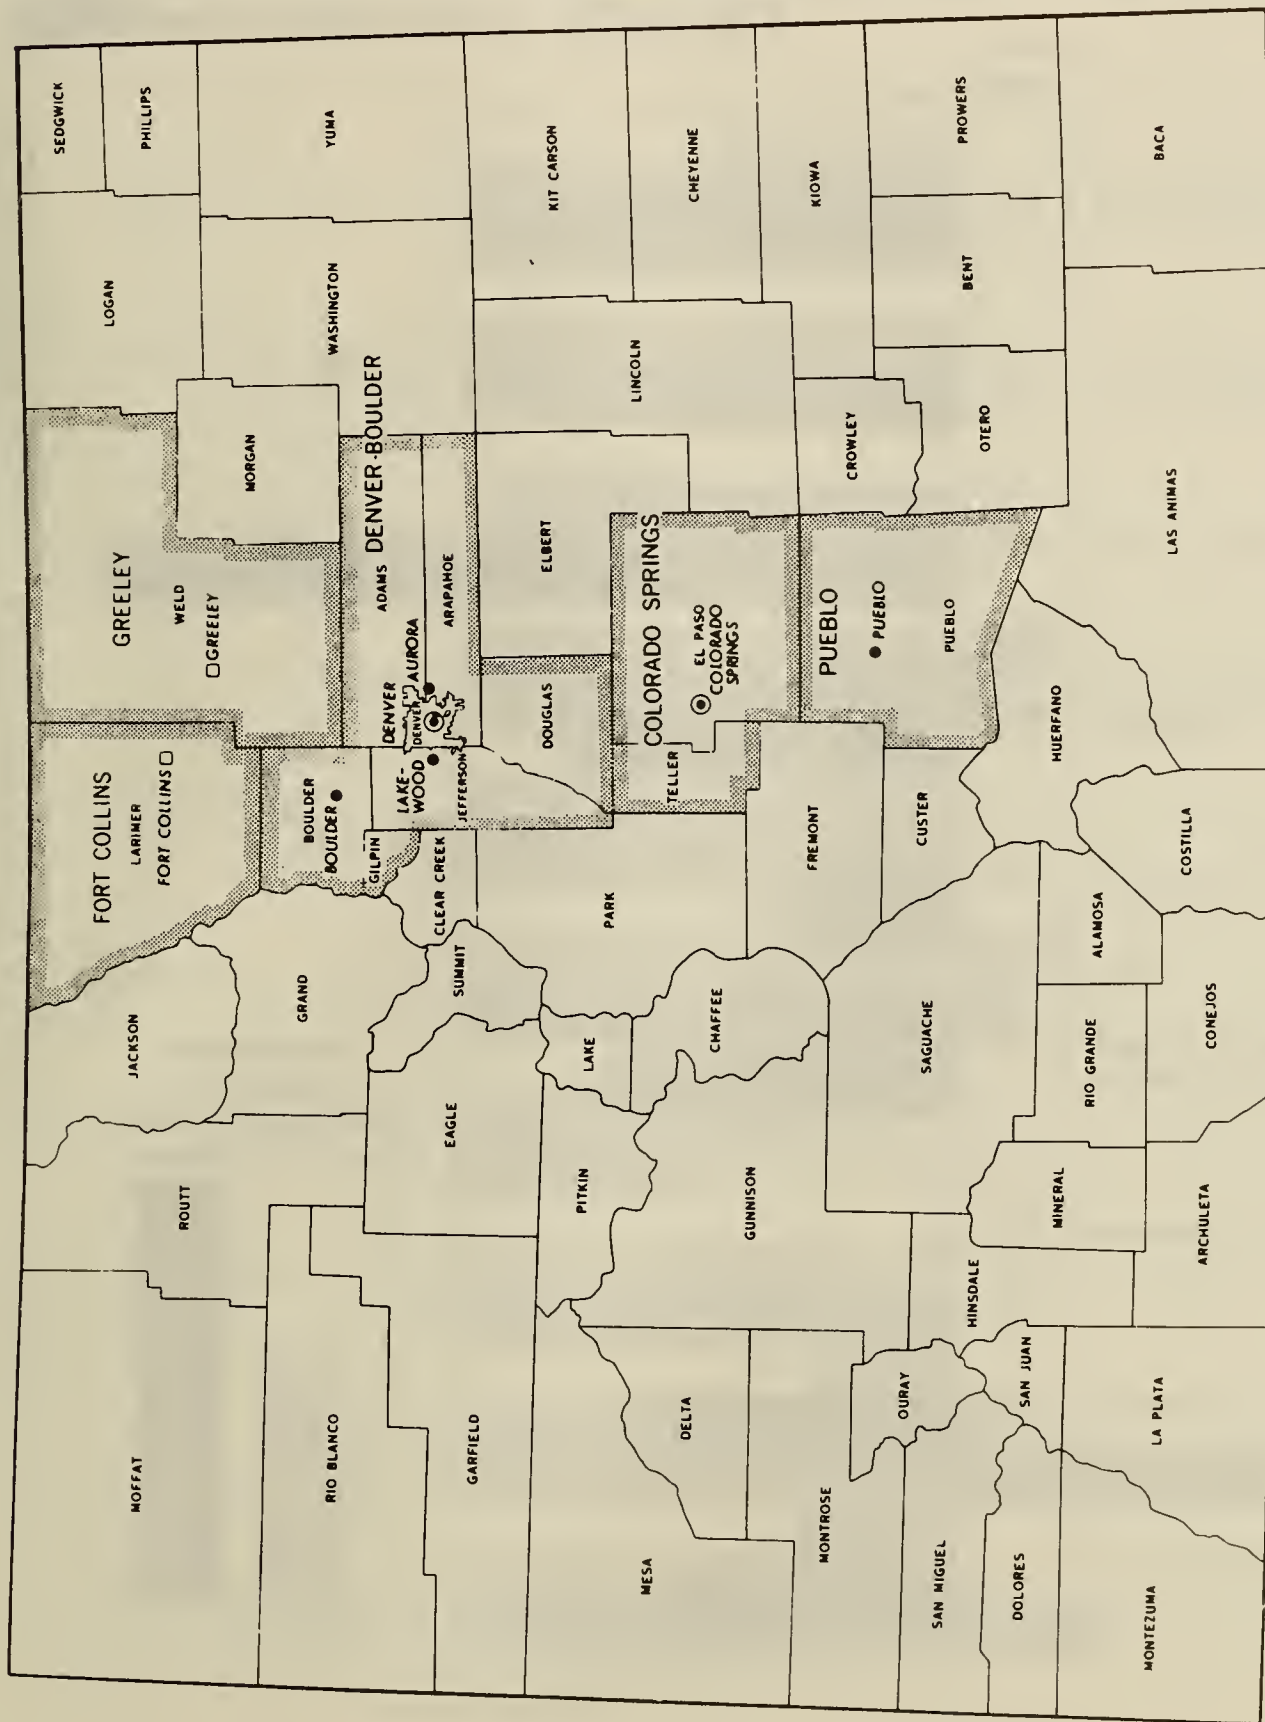 MOFFAT
ROUTT
JACKSON
FORT COLLINS
LARIMER
FORT COLLINS
GREELEY
WELD
GREELEY
LOGAN
SEDGWICK
PHILLIPS
RIO BLANCO
GRAND
BOULDER
BOULDER
MORGAN
WASHINGTON
YUMA
GARFIELD
EAGLE
SUMMIT
GILPIN
CLEAR CREEK
LAKE-
WOOD
JEFFERSON
DENVER
DENVER
AURORA
ADAMS
DENVER-BOULDER
ARAPAHOE
MESA
PITKIN
LAKE
PARK
DOUGLAS
ELBERT
LINCOLN
KIT CARSON
DELTA
GUNNISON
CHAFFEE
TELLER
COLORADO SPRINGS
EL PASO
COLORADO
SPRINGS
CHEYENNE
MONTROSE
OURAY
SAGUACHE
FREMONT
CUSTER
PUEBLO
PUEBLO
PUEBLO
CROWLEY
KIOWA
SAN MIGUEL
DOLORES
SAN JUAN
HINSDALE
MINERAL
RIO GRANDE
ALAMOSA
HUERFANO
OTERO
BENT
PROWERS
MONTEZUMA
LA PLATA
ARCHULETA
CONEJOS
COSTILLA
LAS ANIMAS
BACA